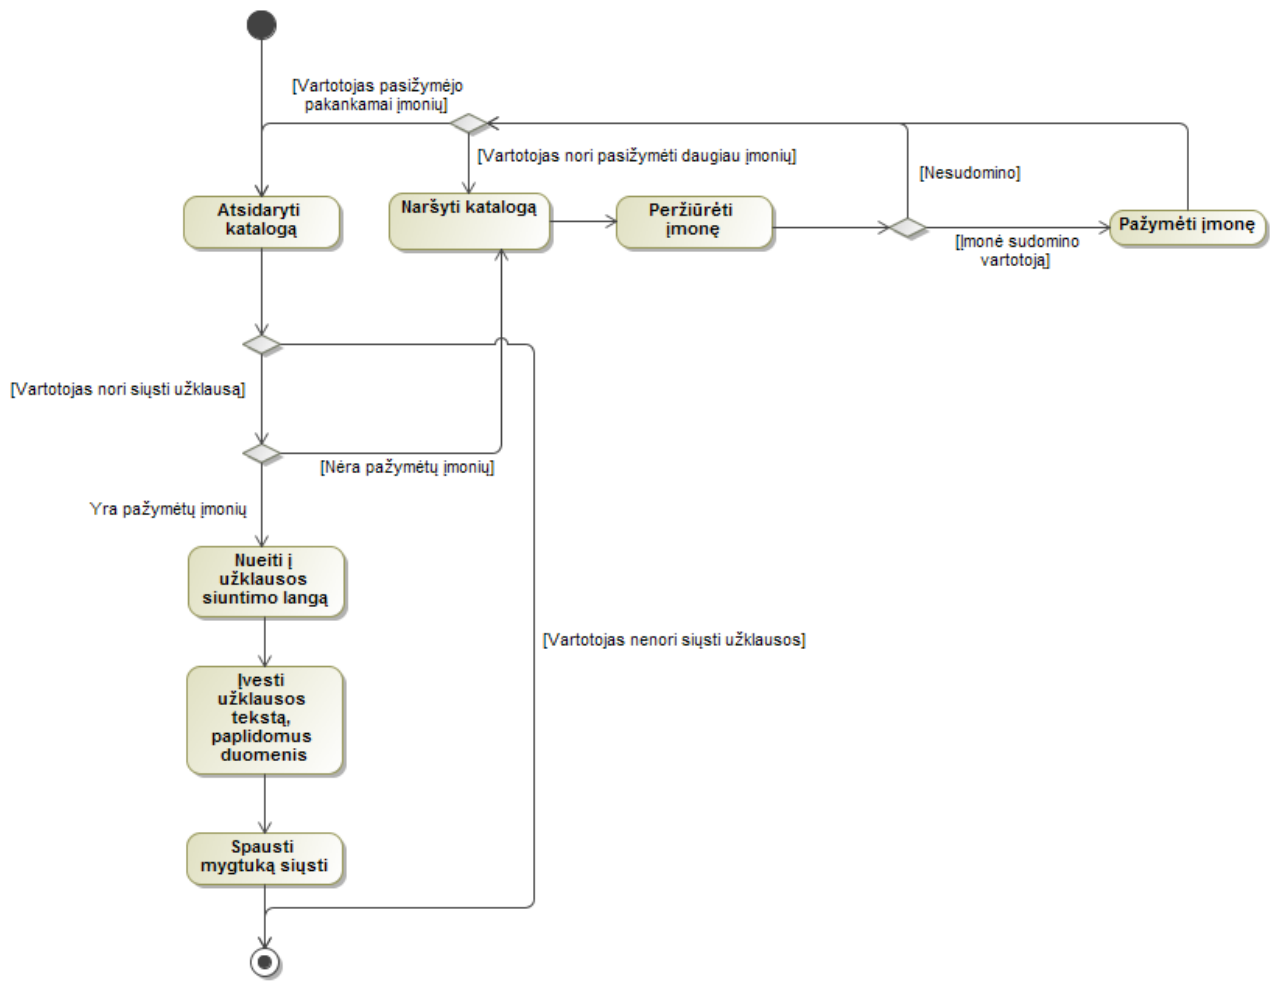 [Vartotojas pasižymėjo
pakankamai įmonių]
[Vartotojas nori pasižymėti daugiau įmonių]
[Nesudomino]
Atsidaryti
katalogą
Naršyti katalogą
Peržiūrėti
įmonę
Pažymėti įmonę
[Įmonė sudomino
vartotoją]
[Vartotojas nori siųsti užklausą]
[Nėra pažymėtų įmonių]
Yra pažymėtų įmonių
Nueiti į
užklausos
siuntimo langą
[Vartotojas nenori siųsti užklausos]
Įvesti
užklausos
tekstą,
paplidomus
duomenis
Spausti
mygtuką siųsti